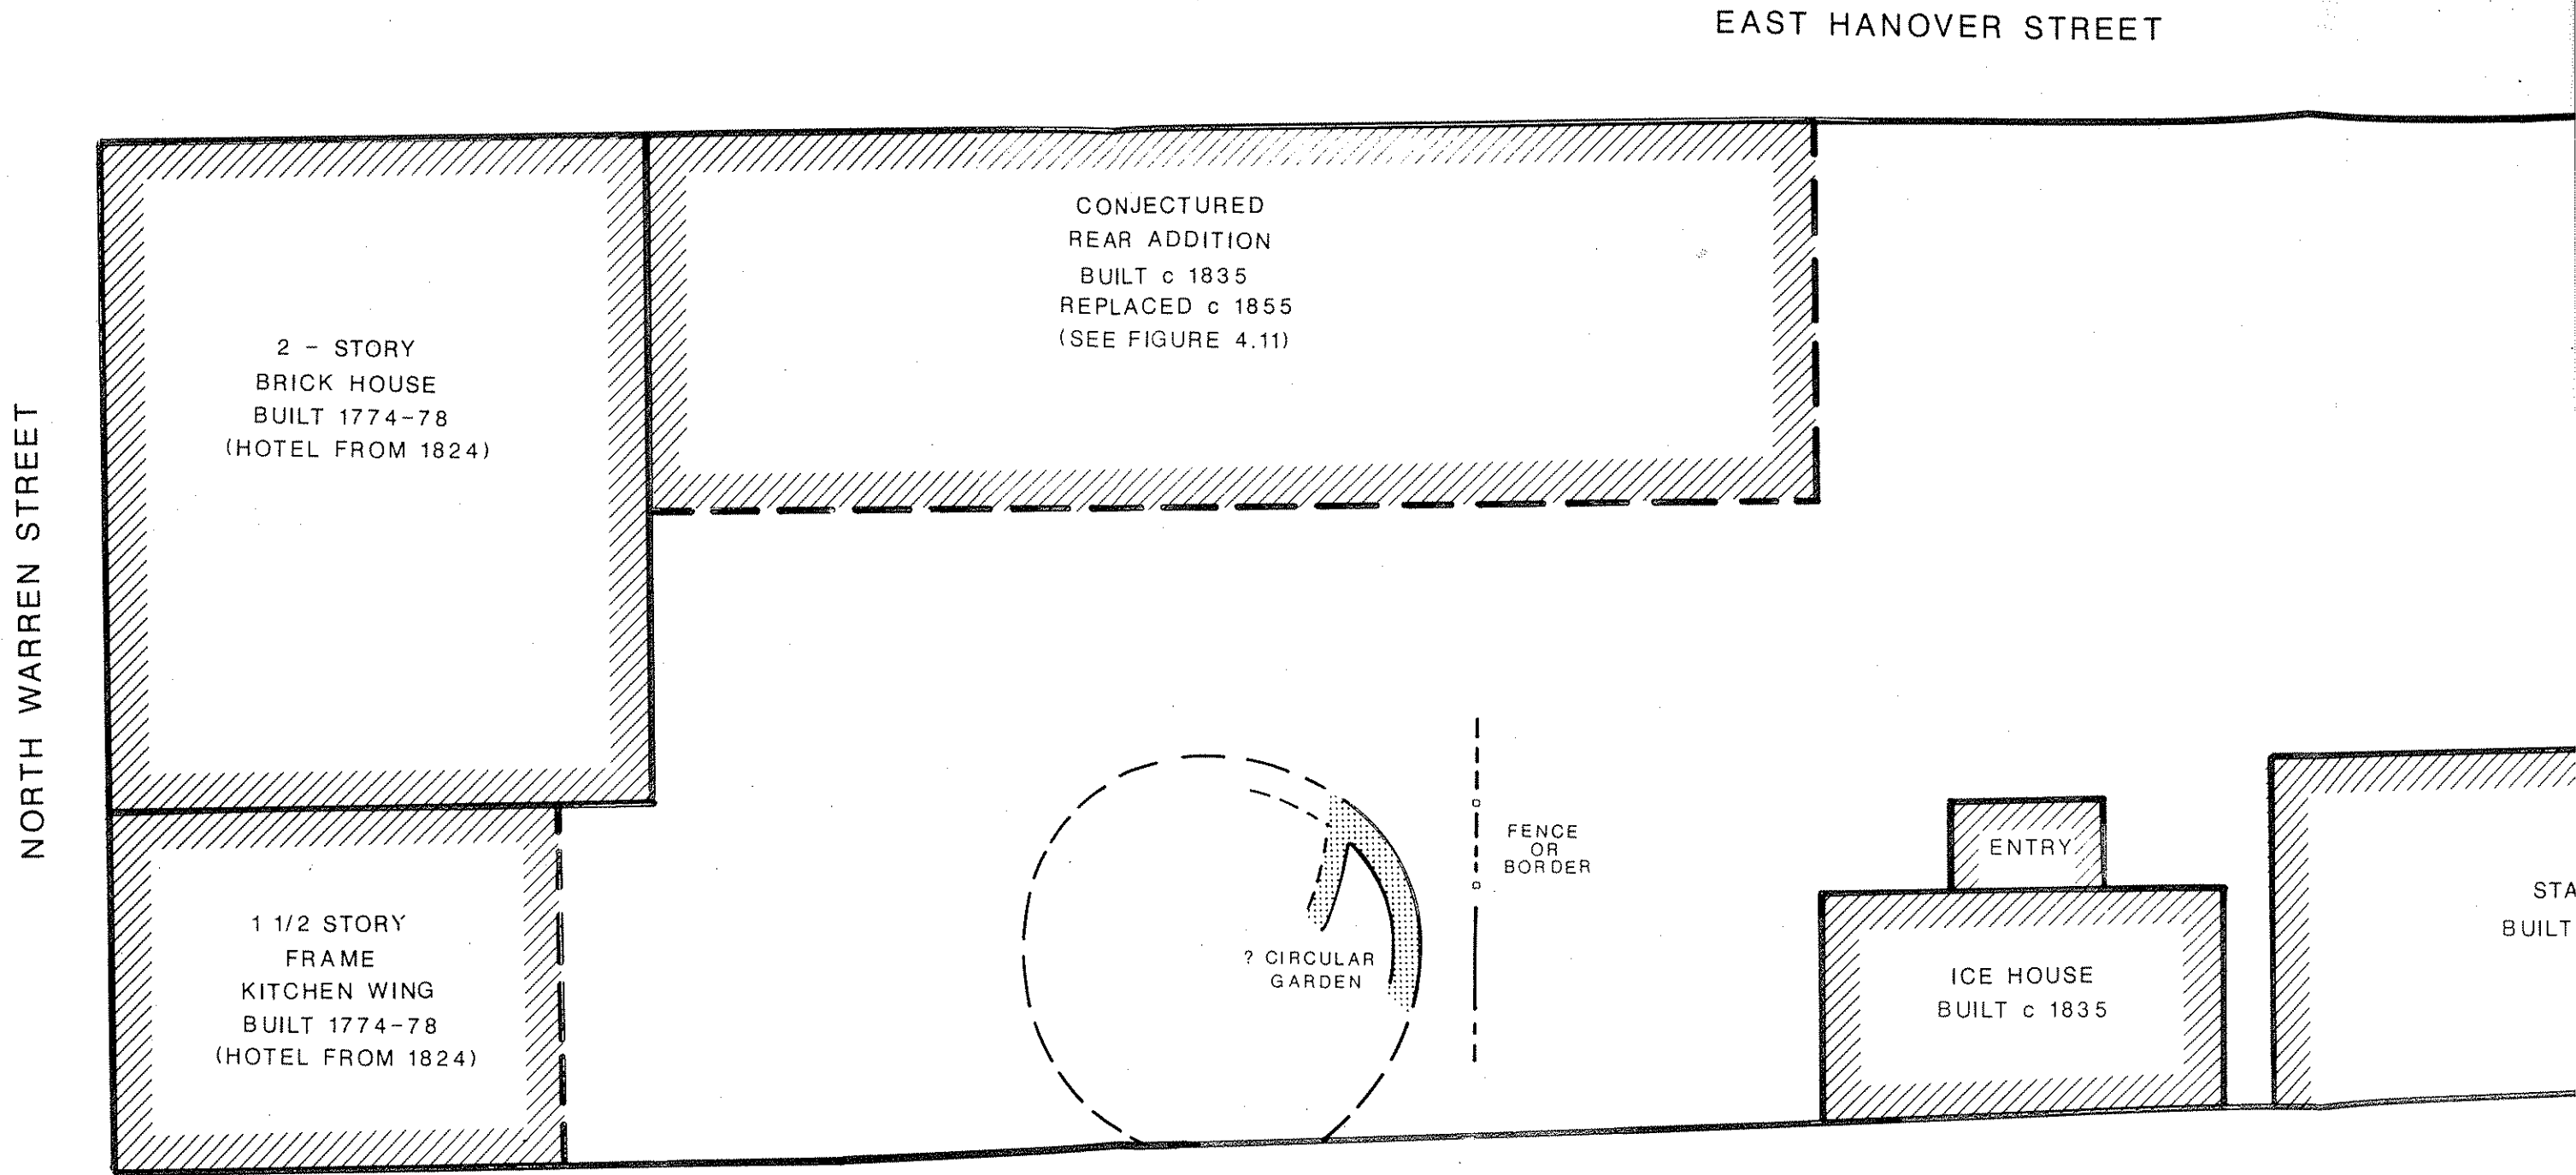 EAST HANOVER STREET
NORTH WARREN STREET
2 - STORY
BRICK HOUSE
BUILT 1774-78
(HOTEL FROM 1824)
CONJECTURED
REAR ADDITION
BUILT c 1835
REPLACED c 1855
(SEE FIGURE 4.11)
1 1/2 STORY
FRAME
KITCHEN WING
BUILT 1774-78
(HOTEL FROM 1824)
? CIRCULAR
GARDEN
FENCE
OR
BORDER
ENTRY
ICE HOUSE
BUILT c 1835
STA
BUILT